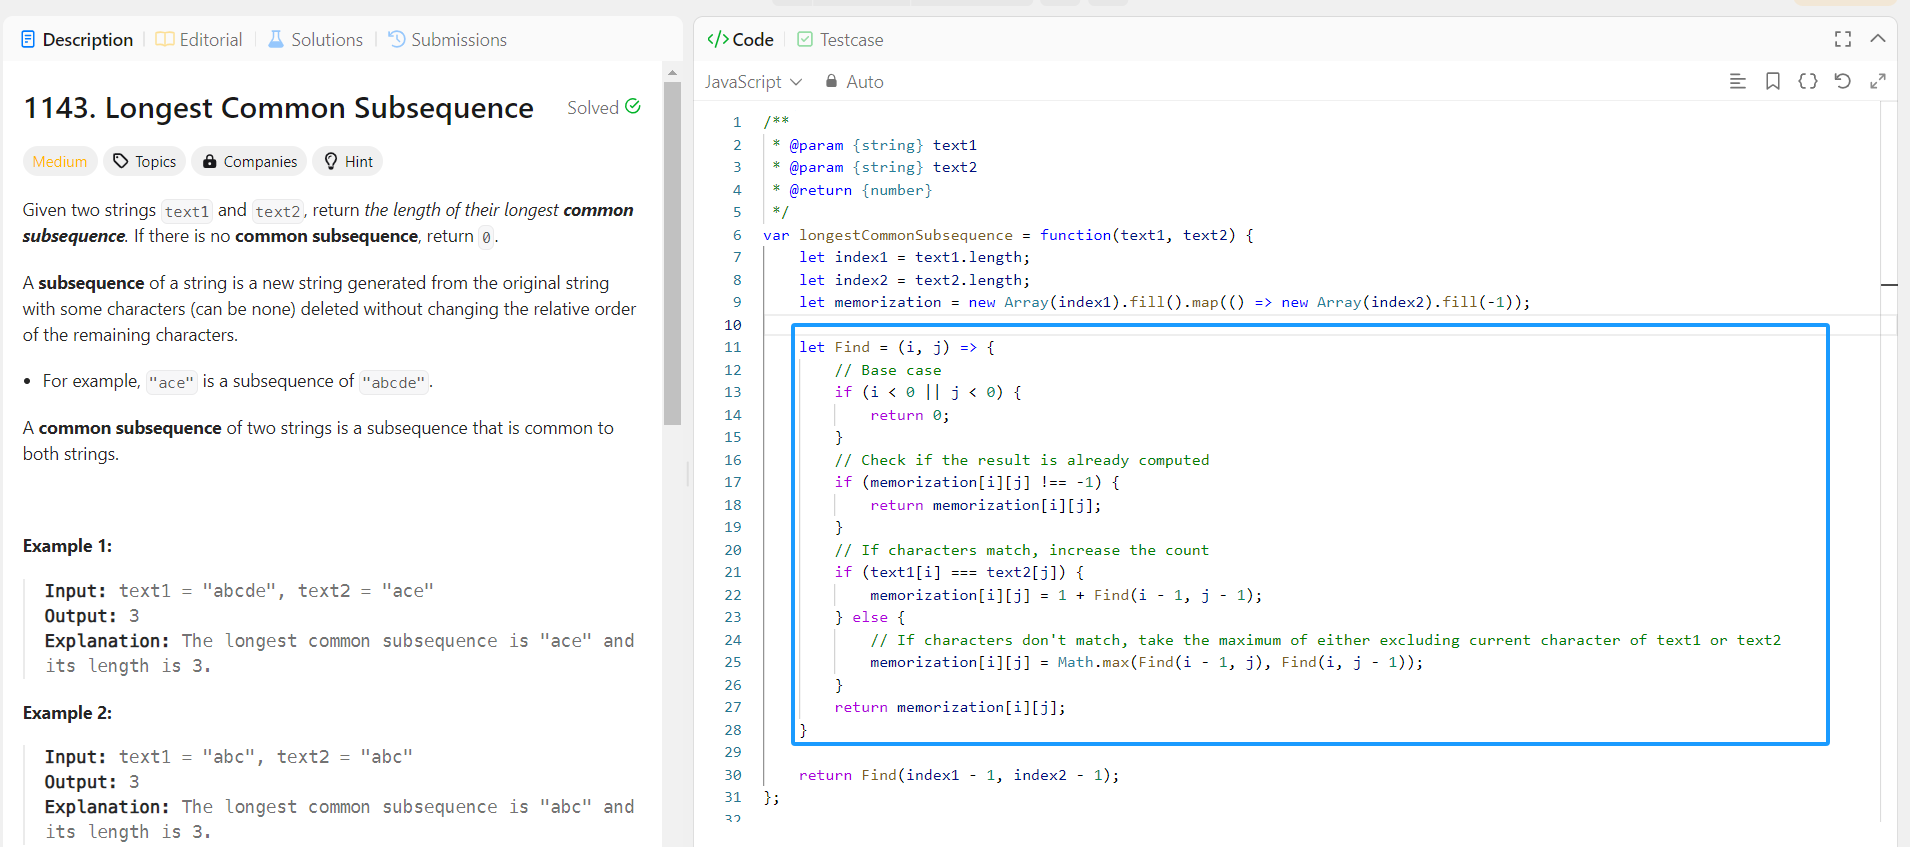 Description Editorial Solutions Submissions
1143. Longest Common Subsequence Solved
Medium Topics Companies Hint
Given two strings text1 and text2, return the length of their longest common
subsequence. If there is no common subsequence, return 0.
A subsequence of a string is a new string generated from the original string
with some characters (can be none) deleted without changing the relative order
of the remaining characters.
• For example, "ace" is a subsequence of "abcde".
A common subsequence of two strings is a subsequence that is common to
both strings.
Example 1:
Input: text1 = "abcde", text2 = "ace"
Output: 3
Explanation: The longest common subsequence is "ace" and
its length is 3.
Example 2:
Input: text1 = "abc", text2 = "abc"
Output: 3
Explanation: The longest common subsequence is "abc" and
its length is 3.
</> Code Testcase
JavaScript Auto
1 /**
2 * @param {string} text1
3 * @param {string} text2
4 * @return {number}
5 */
6 var longestCommonSubsequence = function(text1, text2) {
7 let index1 = text1.length;
8 let index2 = text2.length;
9 let memorization = new Array(index1).fill().map(() => new Array(index2).fill(-1));
10
11 let Find = (i, j) => {
12 // Base case
13 if (i < 0 || j < 0) {
14 return 0;
15 }
16 // Check if the result is already computed
17 if (memorization[i][j] !== -1) {
18 return memorization[i][j];
19 }
20 // If characters match, increase the count
21 if (text1[i] === text2[j]) {
22 memorization[i][j] = 1 + Find(i - 1, j - 1);
23 } else {
24 // If characters don't match, take the maximum of either excluding current character of text1 or text2
25 memorization[i][j] = Math.max(Find(i - 1, j), Find(i, j - 1));
26 }
27 return memorization[i][j];
28 }
29
30 return Find(index1 - 1, index2 - 1);
31 };
32